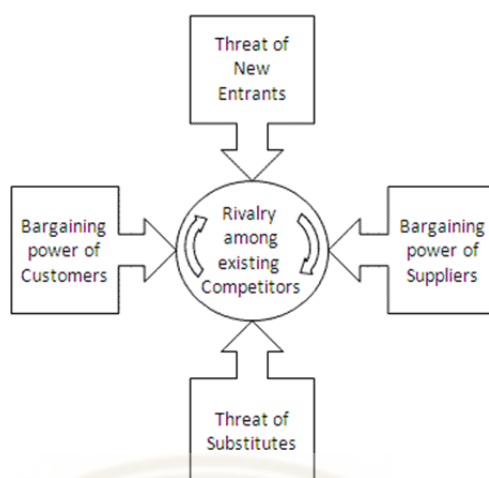 Threat of
New
Entrants
Bargaining
power of
Customers
Rivalry
among
existing
Competitors
Bargaining
power of
Suppliers
Threat of
Substitutes